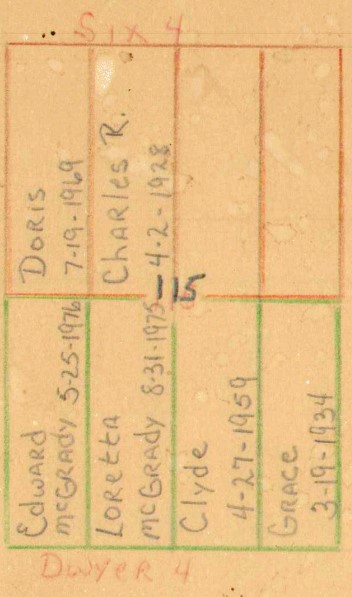 Six 4
Doris
7-19-1969
Charles R.
4-2-1928
15
Edward
McGrady 5-25-1976
Loretta
McGrady 8-31-1975
Clyde
4-27-1959
Grace
3-19-1934
Dwyer 4